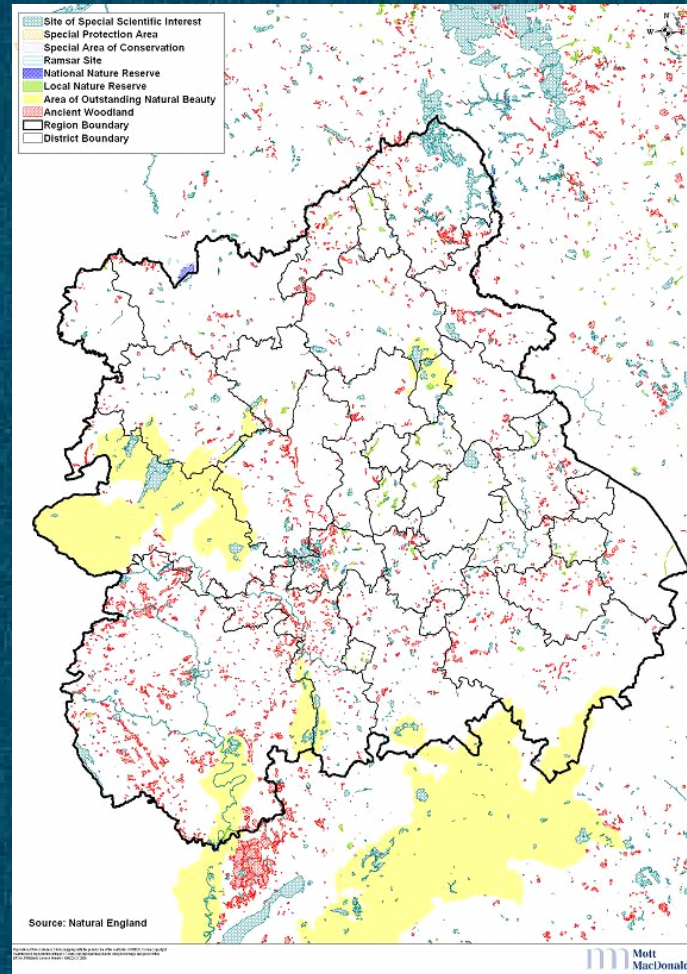 Site of Special Scientific Interest
Special Protection Area
Special Area of Conservation
Ramsar Site
National Nature Reserve
Local Nature Reserve
Area of Outstanding Natural Beauty
Ancient Woodland
Region Boundary
District Boundary
N
W E
S
Source: Natural England
Mott
MacDonald